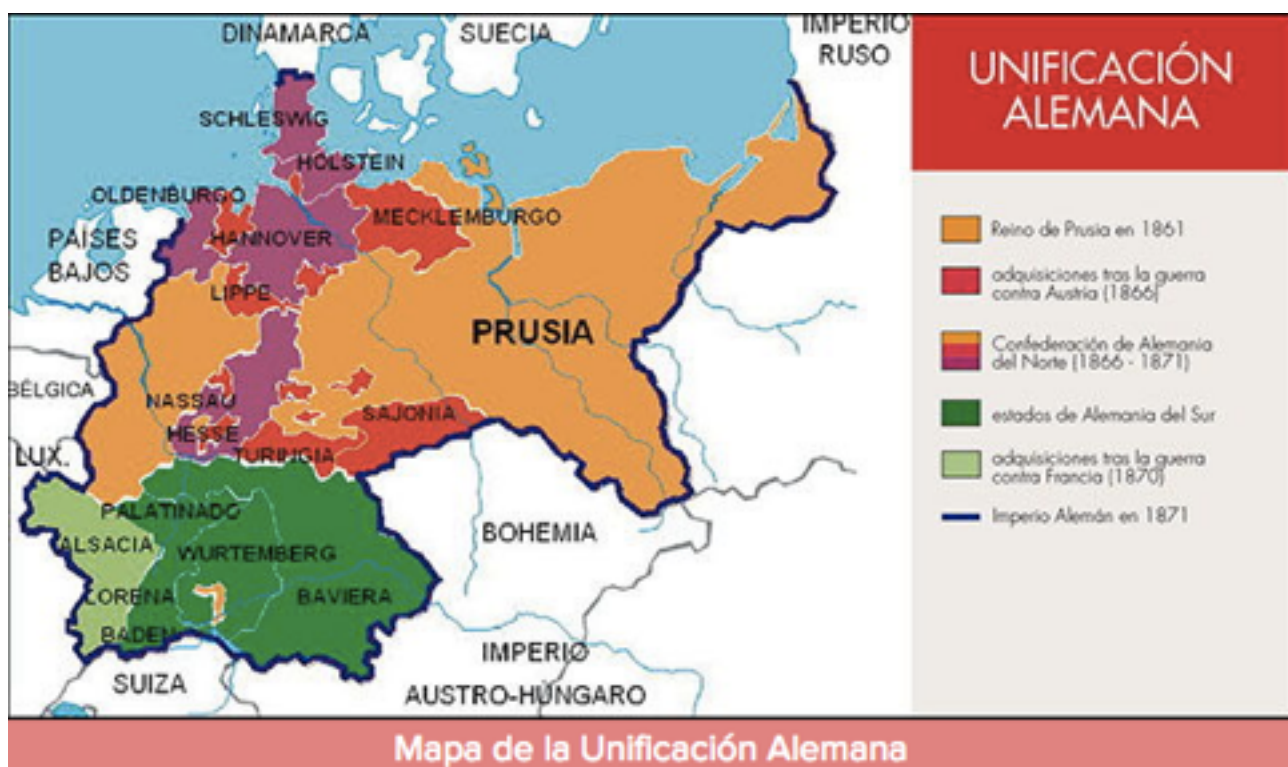 DINAMARCA
SUECIA
IMPERIO
RUSO
SCHLESWIG
HOLSTEIN
OLDENBURGO
MECKLEMBURGO
PAÍSES
BAJOS
HANNOVER
LIPPE
PRUSIA
BÉLGICA
NASSAU
SAJONIA
HESSE
LUX.
TURINGIA
PALATINADO
ALSACIA
WURTEMBERG
BOHEMIA
LORENA
BAVIERA
BADEN
SUIZA
IMPERIO
AUSTRO-HÚNGARO
UNIFICACIÓN
ALEMANA
Reino de Prusia en 1861
adquisiciones tras la guerra
contra Austria (1866)
Confederación de Alemania
del Norte (1866 - 1871)
estados de Alemania del Sur
adquisiciones tras la guerra
contra Francia (1870)
Imperio Alemán en 1871
Mapa de la Unificación Alemana